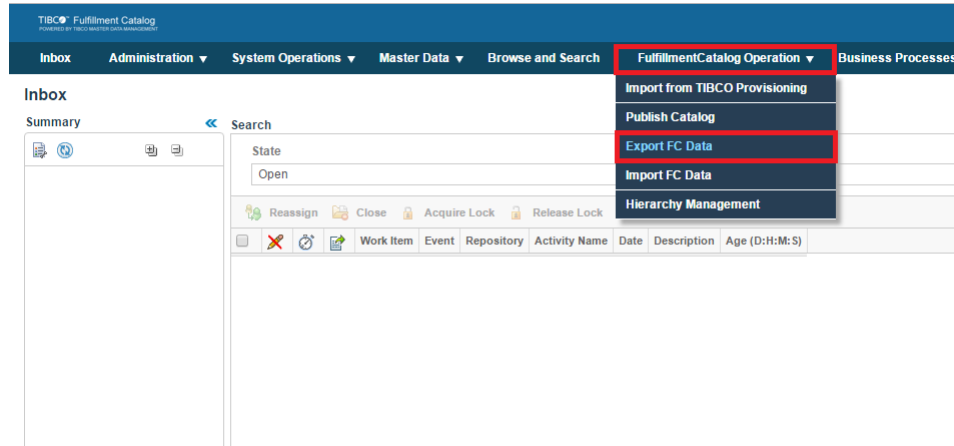 TIBCO® Fulfillment Catalog
POWERED BY TIBCO MASTER DATA MANAGEMENT
Inbox Administration ▼ System Operations ▼ Master Data ▼ Browse and Search FulfillmentCatalog Operation ▼ Business Processes
Import from TIBCO Provisioning
Publish Catalog
Export FC Data
Import FC Data
Hierarchy Management
Inbox
Summary
Search
State
Open
Reassign Close Acquire Lock Release Lock
Work Item Event Repository Activity Name Date Description Age (D:H:M:S)